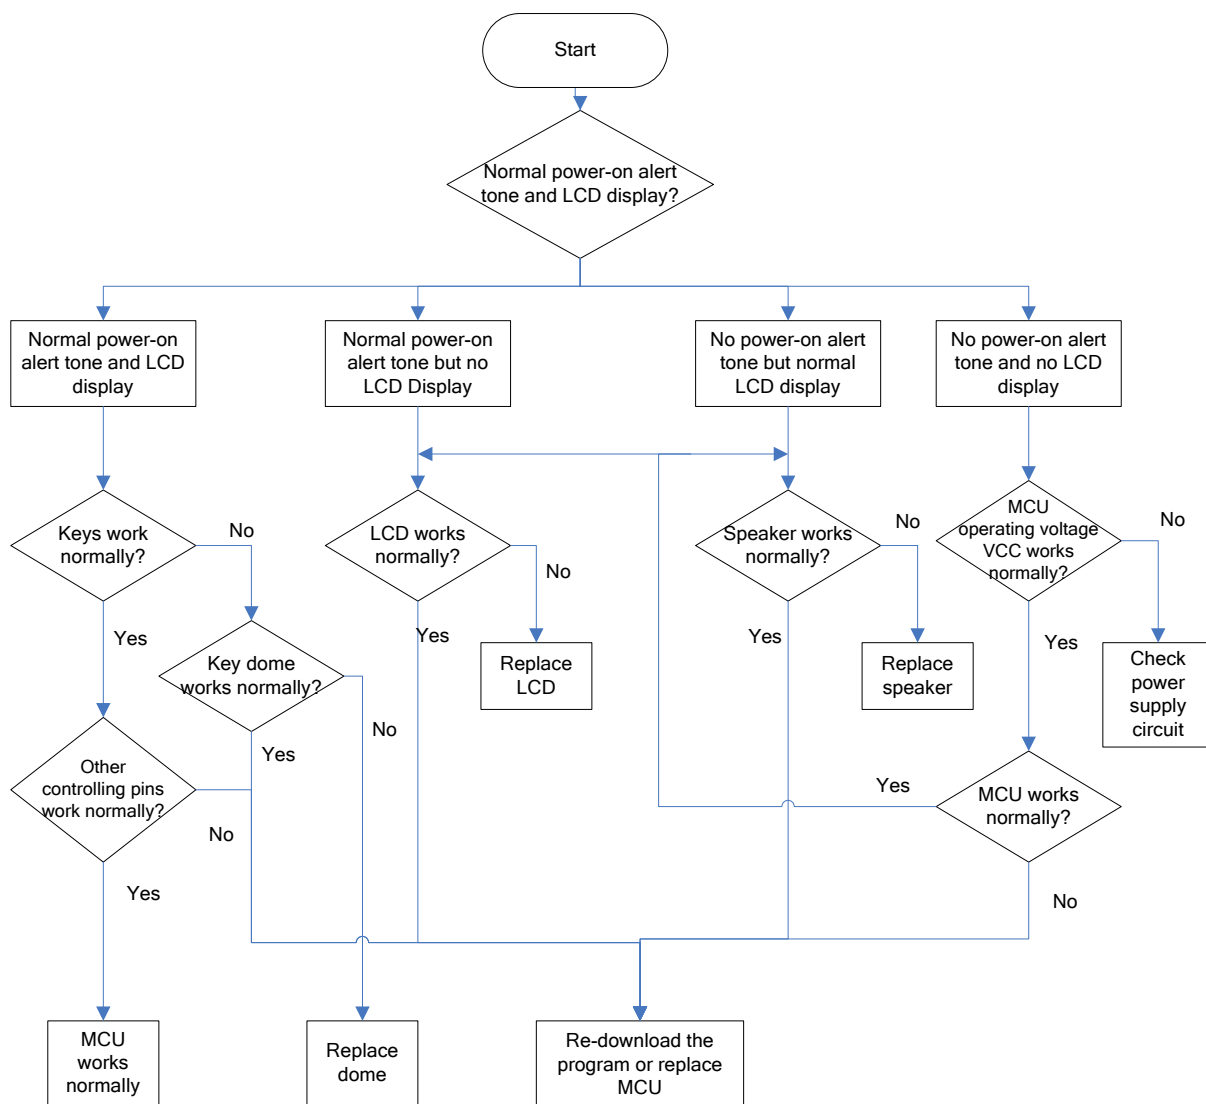 Start
Normal power-on alert
tone and LCD display?
Normal power-on
alert tone and LCD
display
Normal power-on
alert tone but no
LCD Display
No power-on alert
tone but normal
LCD display
No power-on alert
tone and no LCD
display
Keys work
normally?
No
LCD works
normally?
No
Speaker works
normally?
No
MCU
operating voltage
VCC works
normally?
No
Yes
Yes
Yes
Yes
Key dome
works normally?
Replace
LCD
Replace
speaker
Check
power
supply
circuit
No
Yes
Other
controlling pins
work normally?
No
Yes
MCU works
normally?
Yes
No
MCU
works
normally
Replace
dome
Re-download the
program or replace
MCU